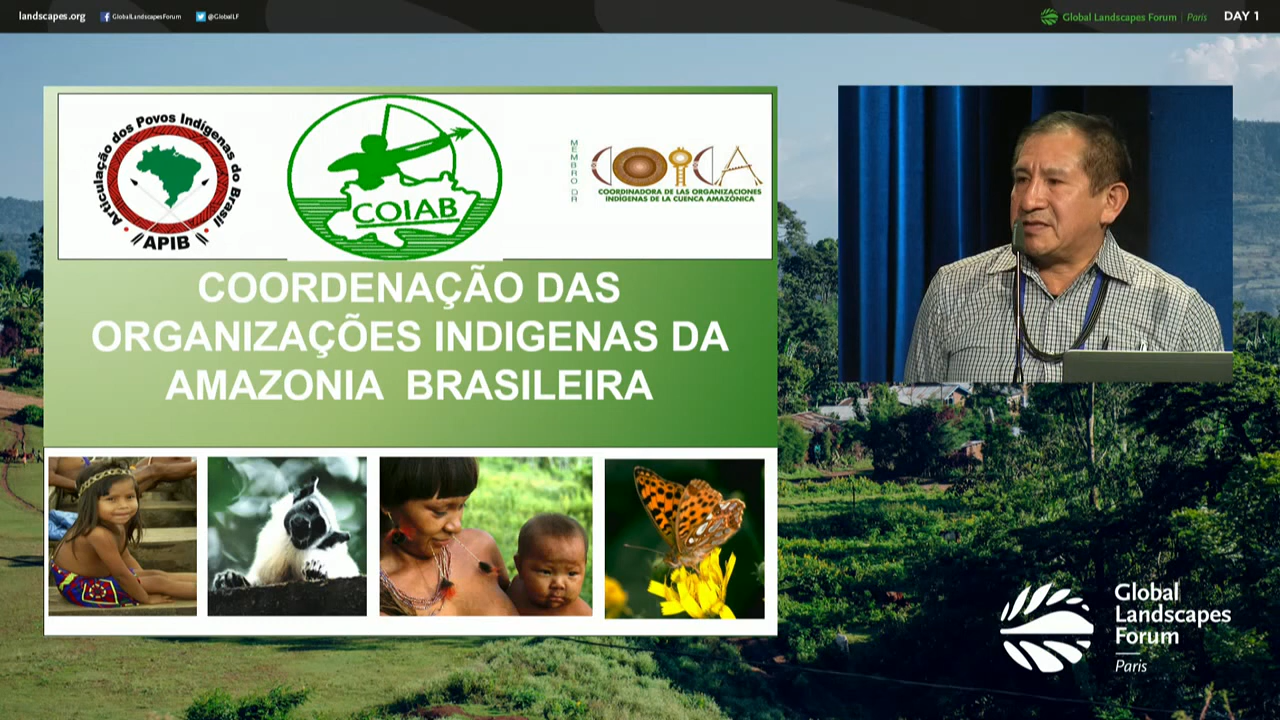 landscapes.org
GlobalLandscapesForum
@GlobalLF
Global Landscapes Forum | Paris
DAY 1
Articulação dos Povos Indígenas do Brasil
APIB
COIAB
MEMBRO DA
COICA
COORDINADORA DE LAS ORGANIZACIONES
INDÍGENAS DE LA CUENCA AMAZÓNICA
COORDENAÇÃO DAS
ORGANIZAÇÕES INDIGENAS DA
AMAZONIA BRASILEIRA
Global
Landscapes
Forum
Paris